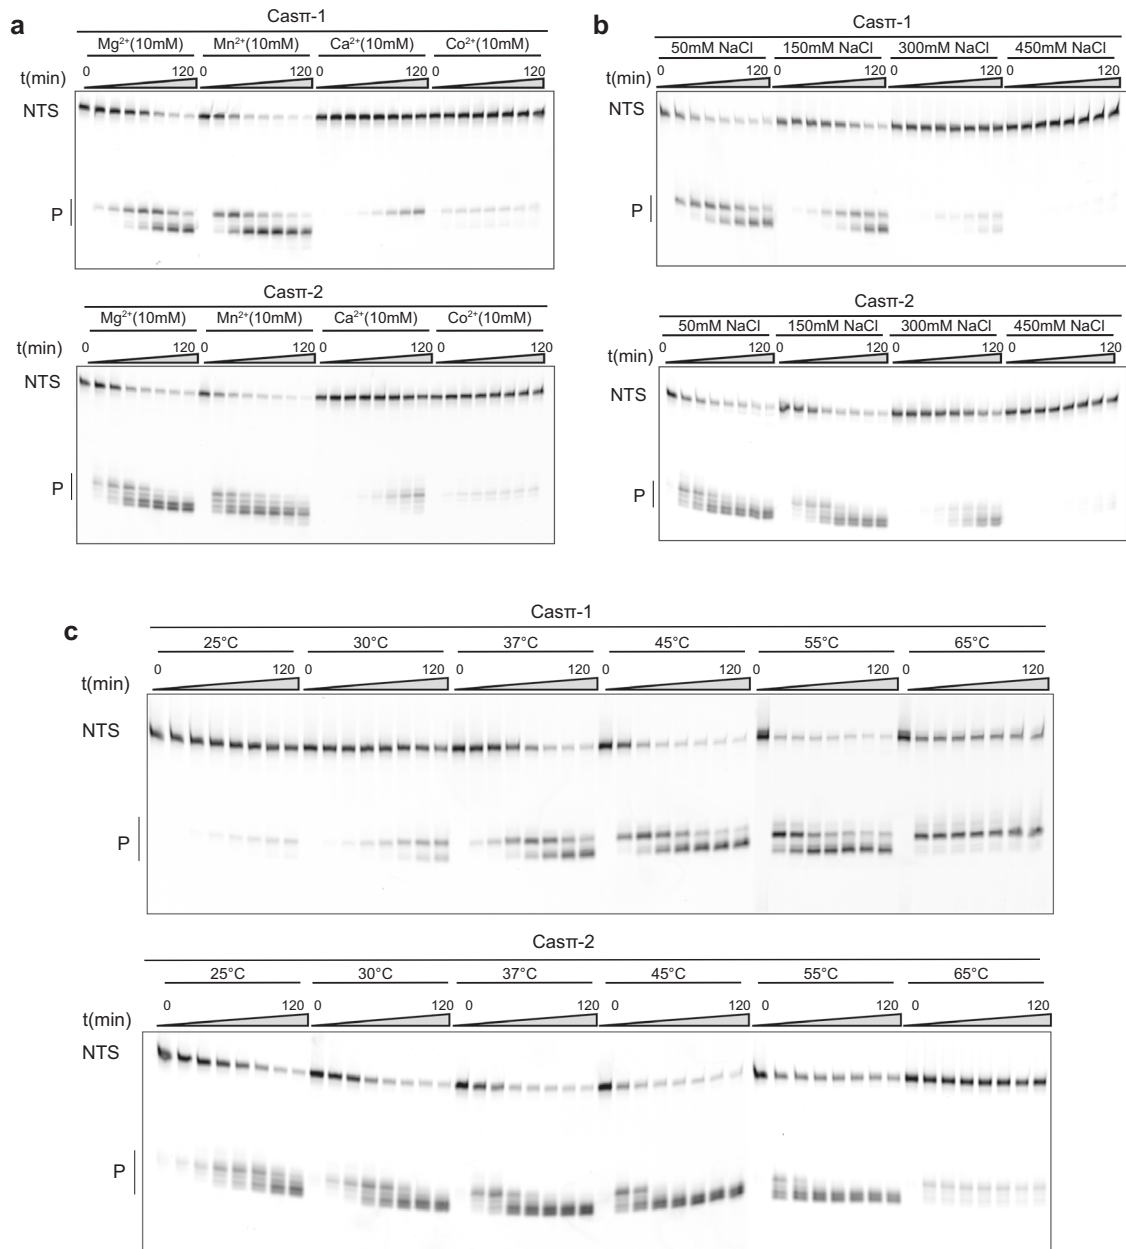 a
Casπ-1
Mg²⁺(10mM) Mn²⁺(10mM) Ca²⁺(10mM) Co²⁺(10mM)
t(min) 0 120 0 120 0 120 0 120
NTS
P
Casπ-2
Mg²⁺(10mM) Mn²⁺(10mM) Ca²⁺(10mM) Co²⁺(10mM)
t(min) 0 120 0 120 0 120 0 120
NTS
P
b
Casπ-1
50mM NaCl 150mM NaCl 300mM NaCl 450mM NaCl
t(min) 0 120 0 120 0 120 0 120
NTS
P
Casπ-2
50mM NaCl 150mM NaCl 300mM NaCl 450mM NaCl
t(min) 0 120 0 120 0 120 0 120
NTS
P
c
Casπ-1
25°C 30°C 37°C 45°C 55°C 65°C
t(min) 0 120 0 120 0 120 0 120 0 120 0 120
NTS
P
Casπ-2
25°C 30°C 37°C 45°C 55°C 65°C
t(min) 0 120 0 120 0 120 0 120 0 120 0 120
NTS
P